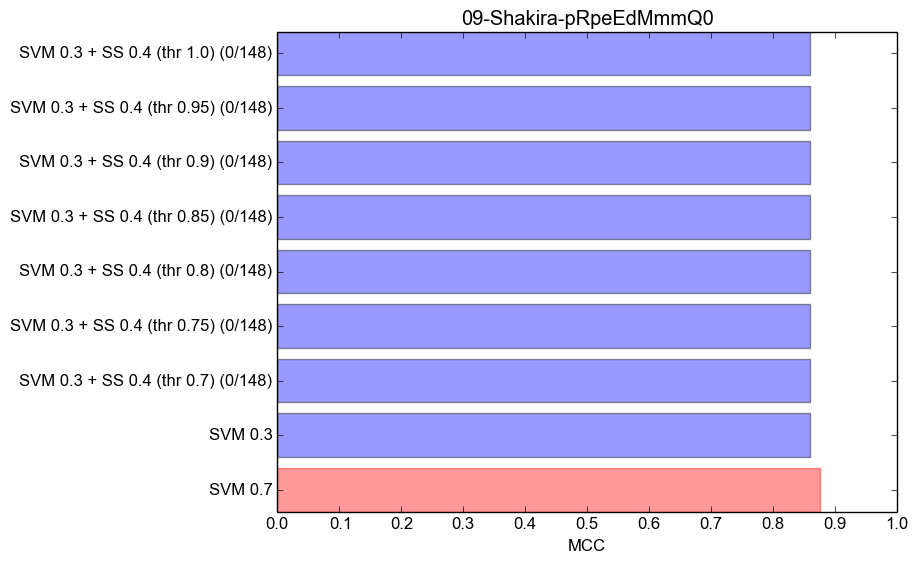 09-Shakira-pRpeEdMmmQ0
SVM 0.3 + SS 0.4 (thr 1.0) (0/148)
SVM 0.3 + SS 0.4 (thr 0.95) (0/148)
SVM 0.3 + SS 0.4 (thr 0.9) (0/148)
SVM 0.3 + SS 0.4 (thr 0.85) (0/148)
SVM 0.3 + SS 0.4 (thr 0.8) (0/148)
SVM 0.3 + SS 0.4 (thr 0.75) (0/148)
SVM 0.3 + SS 0.4 (thr 0.7) (0/148)
SVM 0.3
SVM 0.7
0.0 0.1 0.2 0.3 0.4 0.5 0.6 0.7 0.8 0.9 1.0
MCC